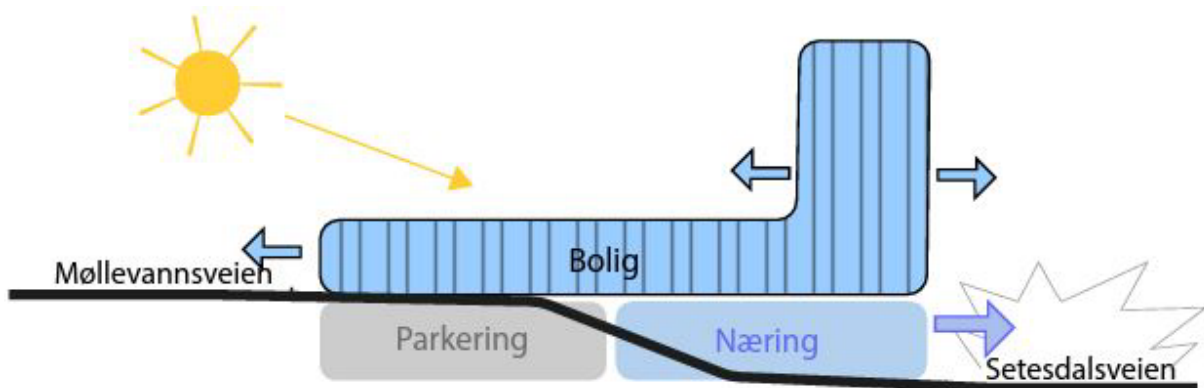 Bolig
Møllevannsveien
Parkering
Næring
Setesdalsveien